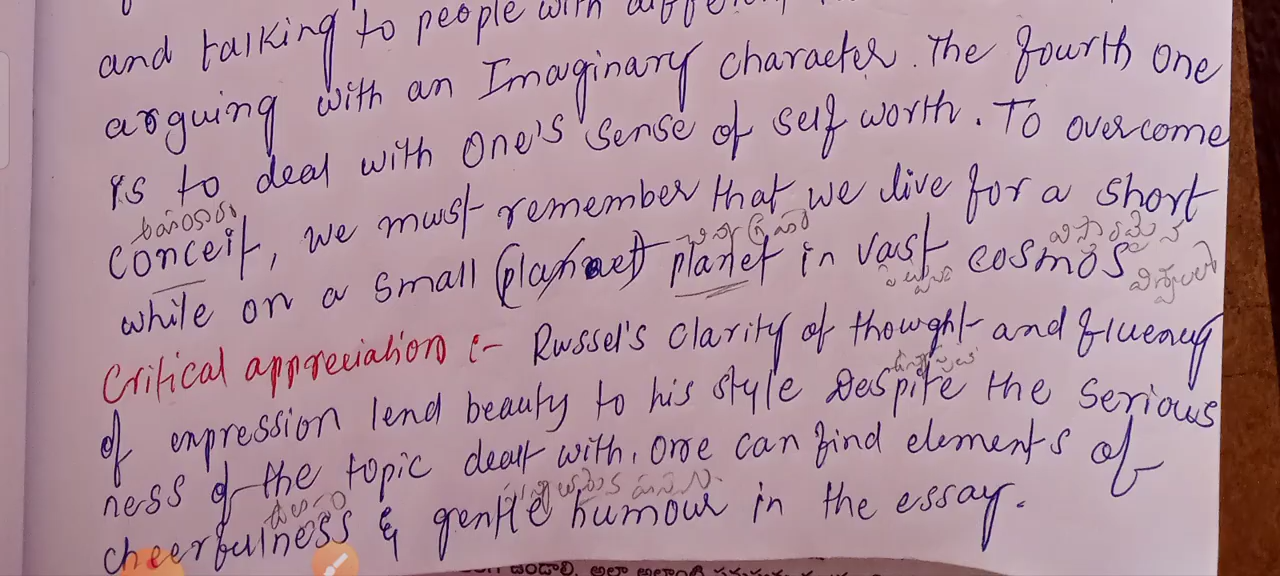 and talking to people with
arguing with an Imaginary character. The fourth one
is to deal with one's sense of self worth. To overcome
conceit, we must remember that we live for a short
while on a small (planet) planet in vast cosmos
Critical appreciation :- Russel's clarity of thought and fluency
of expression lend beauty to his style Despite the serious
ness of the topic dealt with, one can find elements of
cheerfulness & gentle humour in the essay.